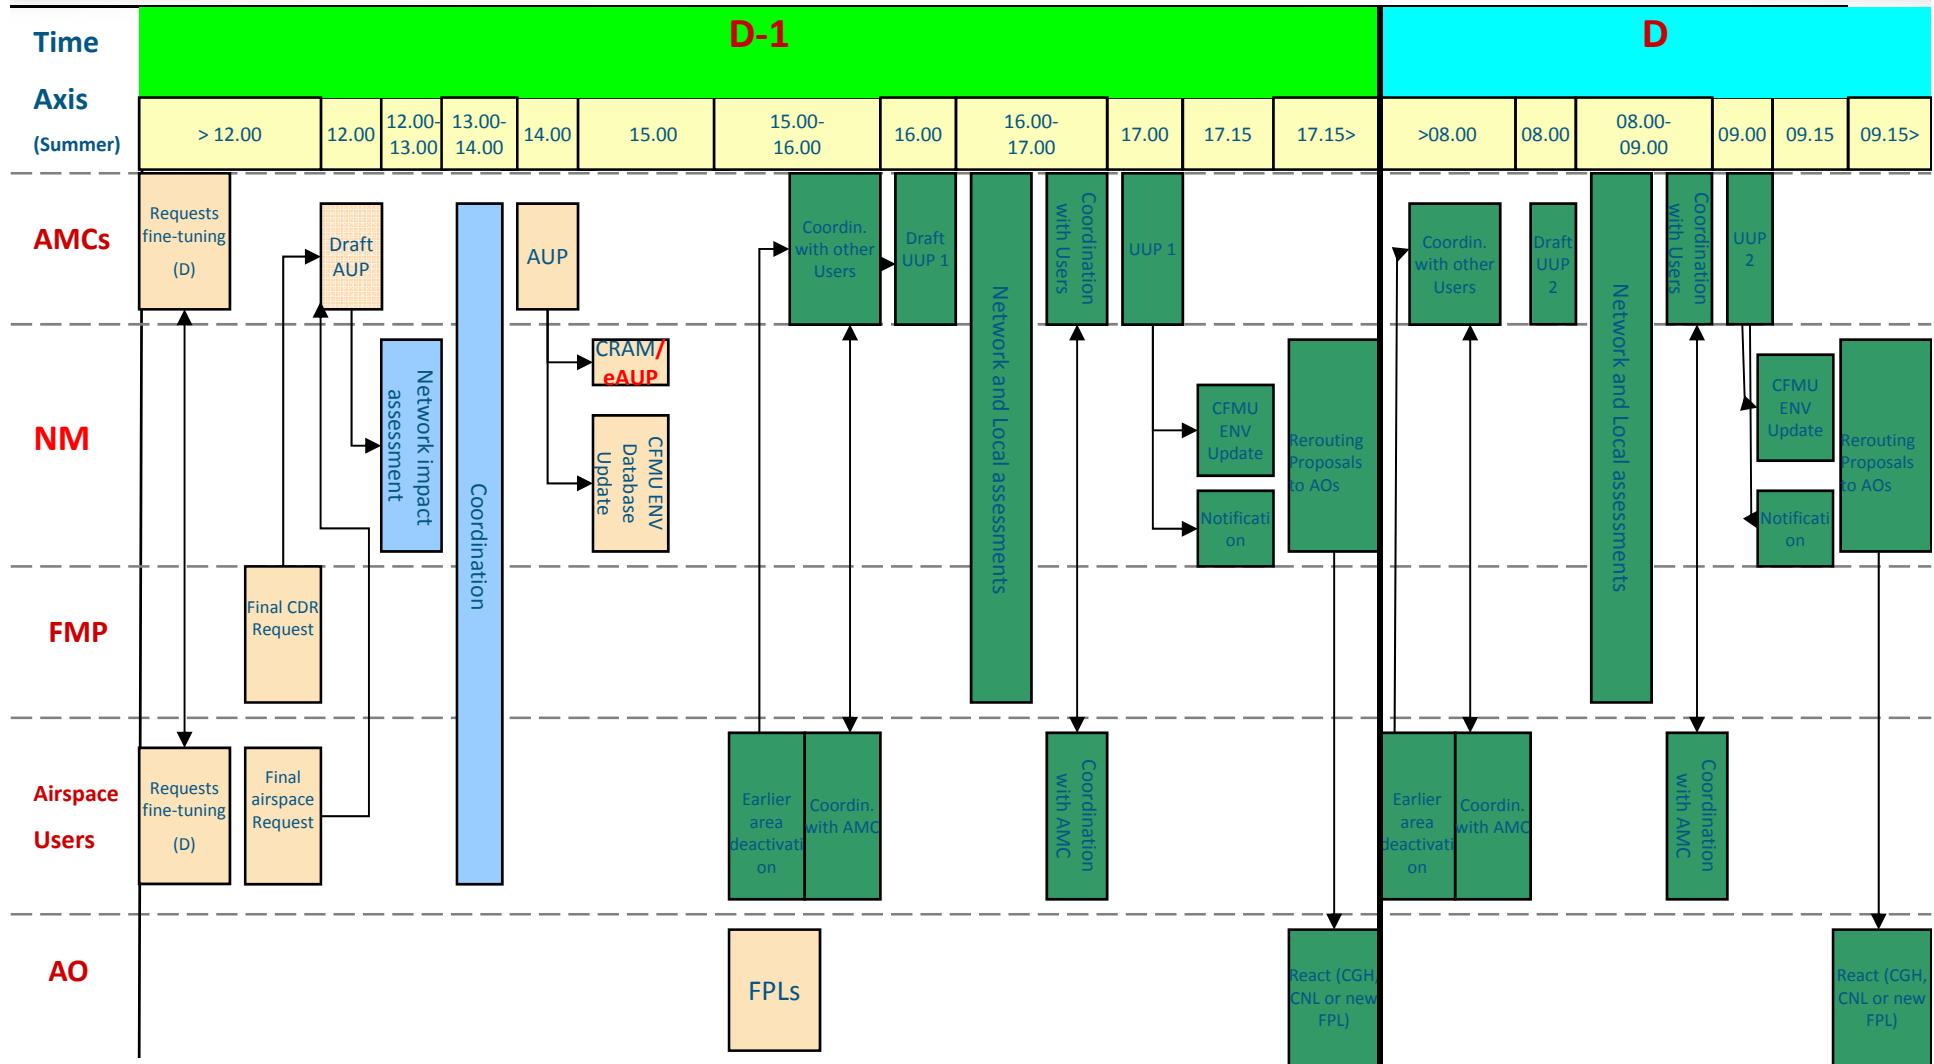 D-1
D
Time
Axis
(Summer)
> 12.00
12.00
12.00-
13.00
13.00-
14.00
14.00
15.00
15.00-
16.00
16.00
16.00-
17.00
17.00
17.15
17.15>
>08.00
08.00
08.00-
09.00
09.00
09.15
09.15>
AMCs
Requests
fine-tuning
(D)
Draft
AUP
AUP
Coordin.
with other
Users
Draft
UUP 1
Coordination
with Users
UUP 1
Coordin.
with other
Users
Draft
UUP
2
Coordination
with Users
UUP
2
NM
Network impact
assessment
Coordination
CRAM/
eAUP
CFMU ENV
Database
Update
Network and Local assessments
CFMU
ENV
Update
Notificati
on
Rerouting
Proposals
to AOs
Network and Local assessments
CFMU
ENV
Update
Notificati
on
Rerouting
Proposals
to AOs
FMP
Final CDR
Request
Airspace
Users
Requests
fine-tuning
(D)
Final
airspace
Request
Earlier
area
deactivati
on
Coordin.
with AMC
Coordination
with AMC
Earlier
area
deactivati
on
Coordin.
with AMC
Coordination
with AMC
AO
FPLs
React (CGH,
CNL or new
FPL)
React (CGH,
CNL or new
FPL)